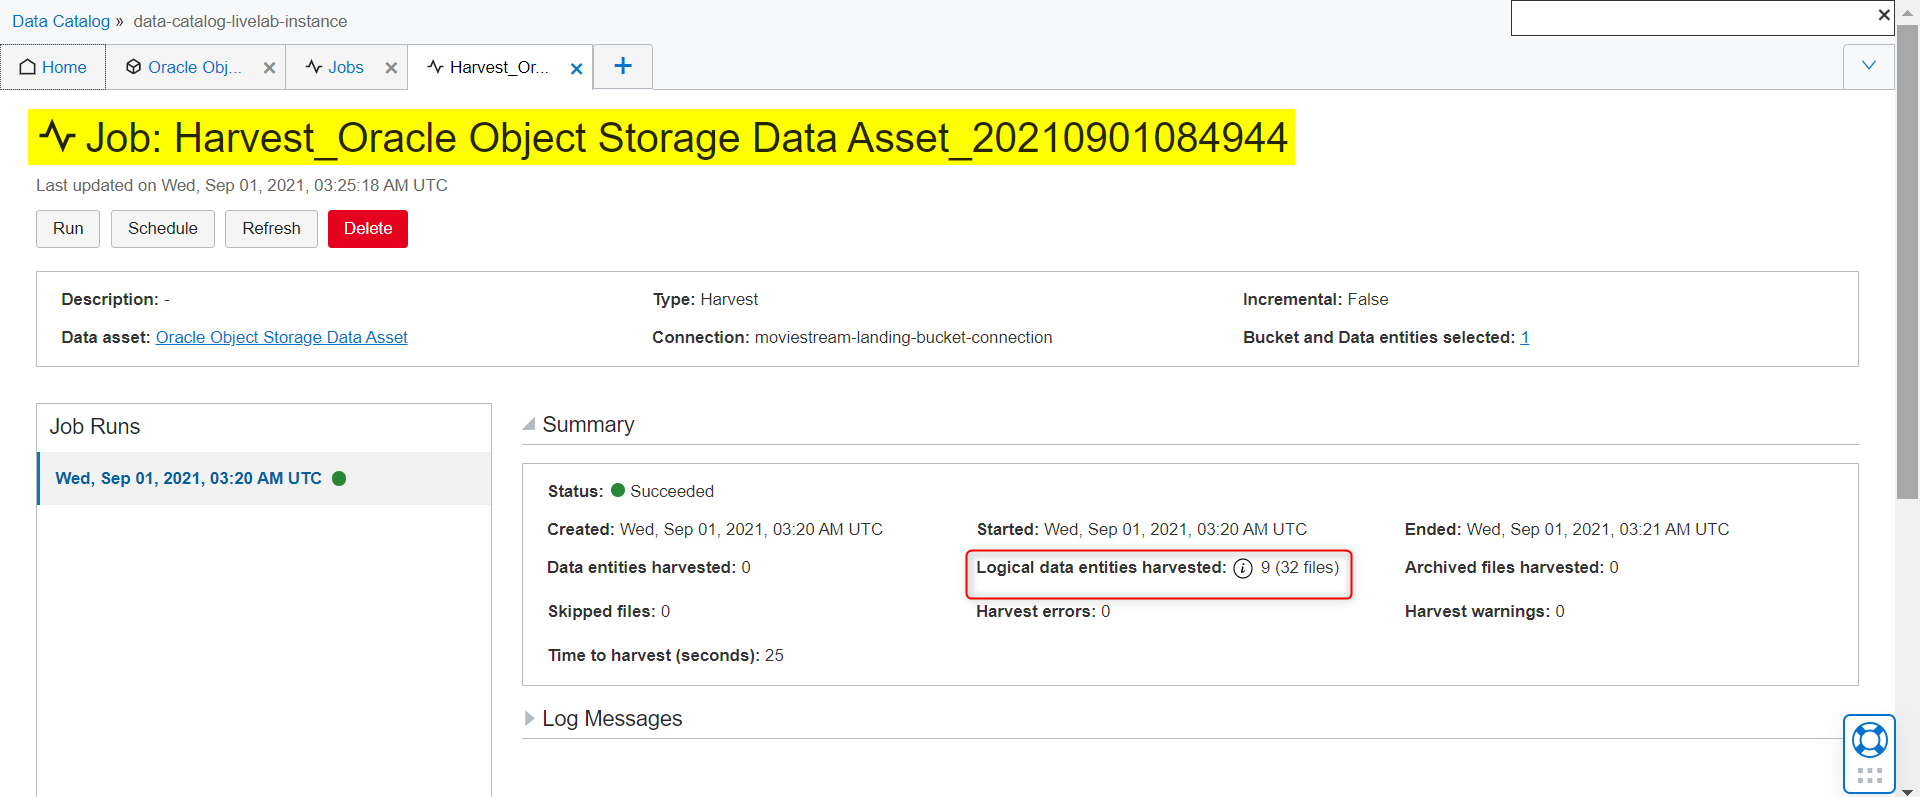 Data Catalog » data-catalog-livelab-instance
Home Oracle Obj... Jobs Harvest_Or...
Job: Harvest_Oracle Object Storage Data Asset_20210901084944
Last updated on Wed, Sep 01, 2021, 03:25:18 AM UTC
Run Schedule Refresh Delete
Description: - Type: Harvest Incremental: False
Data asset: Oracle Object Storage Data Asset Connection: moviestream-landing-bucket-connection Bucket and Data entities selected: 1
Job Runs
Wed, Sep 01, 2021, 03:20 AM UTC
Summary
Status: Succeeded
Created: Wed, Sep 01, 2021, 03:20 AM UTC Started: Wed, Sep 01, 2021, 03:20 AM UTC Ended: Wed, Sep 01, 2021, 03:21 AM UTC
Data entities harvested: 0 Logical data entities harvested: i 9 (32 files) Archived files harvested: 0
Skipped files: 0 Harvest errors: 0 Harvest warnings: 0
Time to harvest (seconds): 25
Log Messages